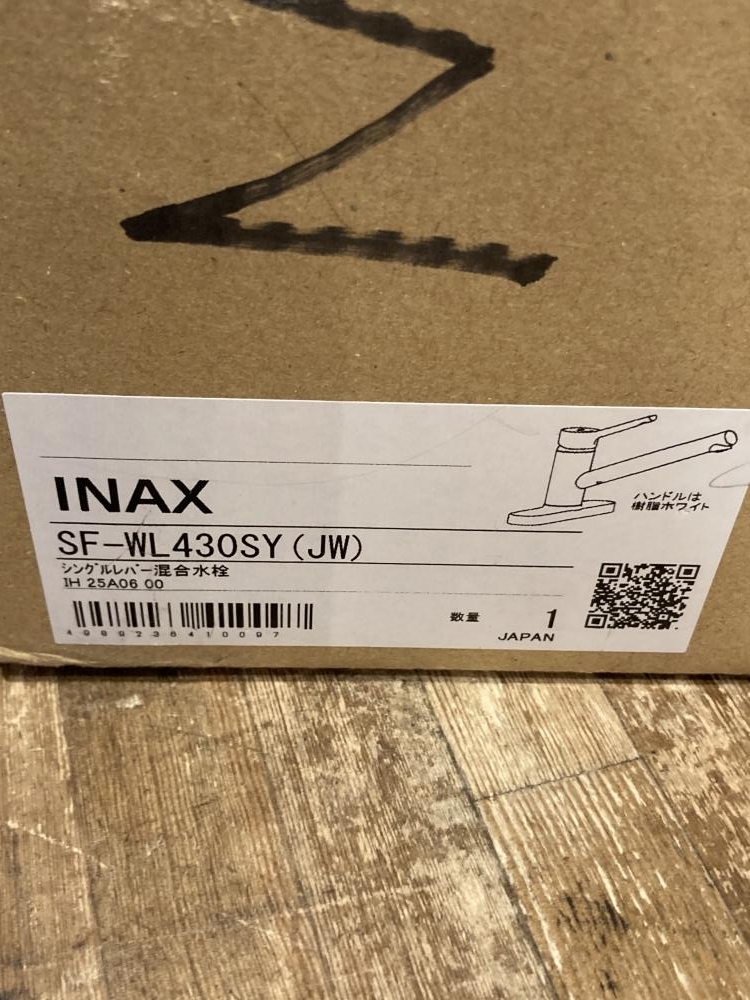 INAX
SF-WL430SY(JW)
シングルレバー混合水栓
IH 25A06 00
4989236410097
ハンドルは
樹脂ホワイト
数量 1
JAPAN